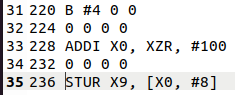 31 220 B #4 0 0
32 224 0 0 0 0
33 228 ADDI X0, XZR, #100
34 232 0 0 0 0
35 236 STUR X9, [X0, #8]